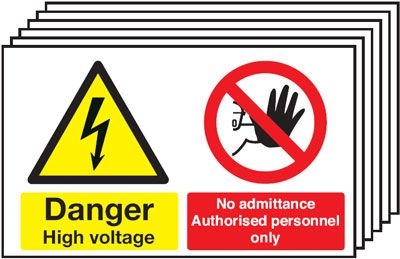 Danger
High voltage
No admittance
Authorised personnel
only